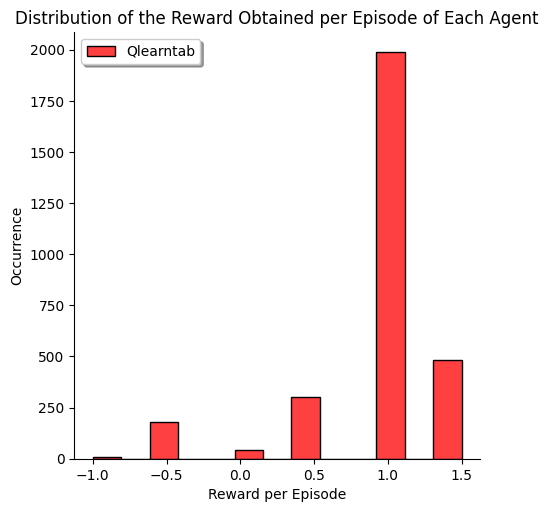 Distribution of the Reward Obtained per Episode of Each Agent
Qlearntab
2000
1750
1500
1250
1000
750
500
250
0
Occurrence
−1.0 −0.5 0.0 0.5 1.0 1.5
Reward per Episode